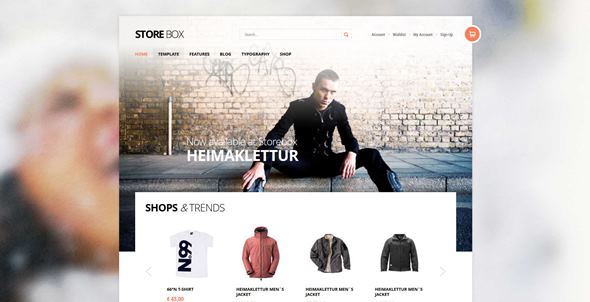 STORE BOX
Search...
Account
Wishlist
My Account
Sign Up
HOME TEMPLATE FEATURES BLOG TYPOGRAPHY SHOP
Now available at Storebox
HEIMAKLETTUR
SHOPS & TRENDS
66°N T-SHIRT
€ 45,00
HEIMAKLETTUR MEN´S
JACKET
HEIMAKLETTUR MEN´S
JACKET
HEIMAKLETTUR MEN´S
JACKET